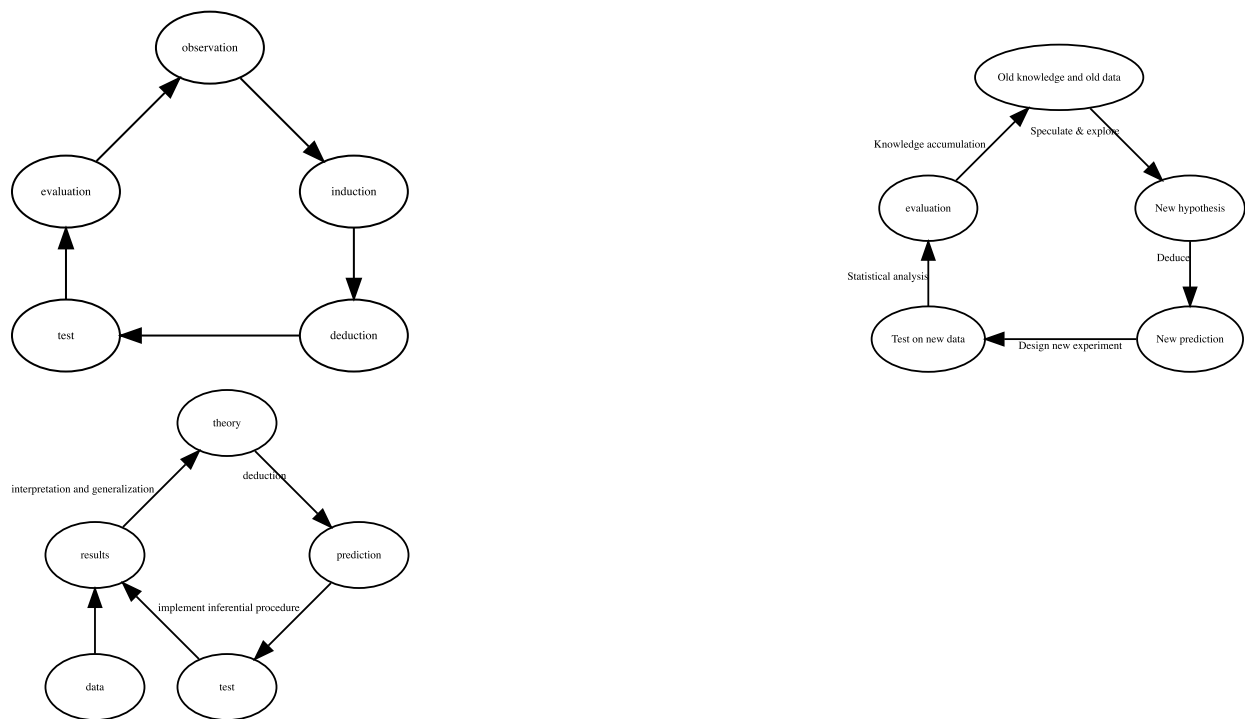 observation
evaluation
induction
test
deduction
Old knowledge and old data
Speculate & explore
Knowledge accumulation
evaluation
New hypothesis
Deduce
Statistical analysis
Test on new data
New prediction
Design new experiment
theory
deduction
interpretation and generalization
results
prediction
implement inferential procedure
data
test